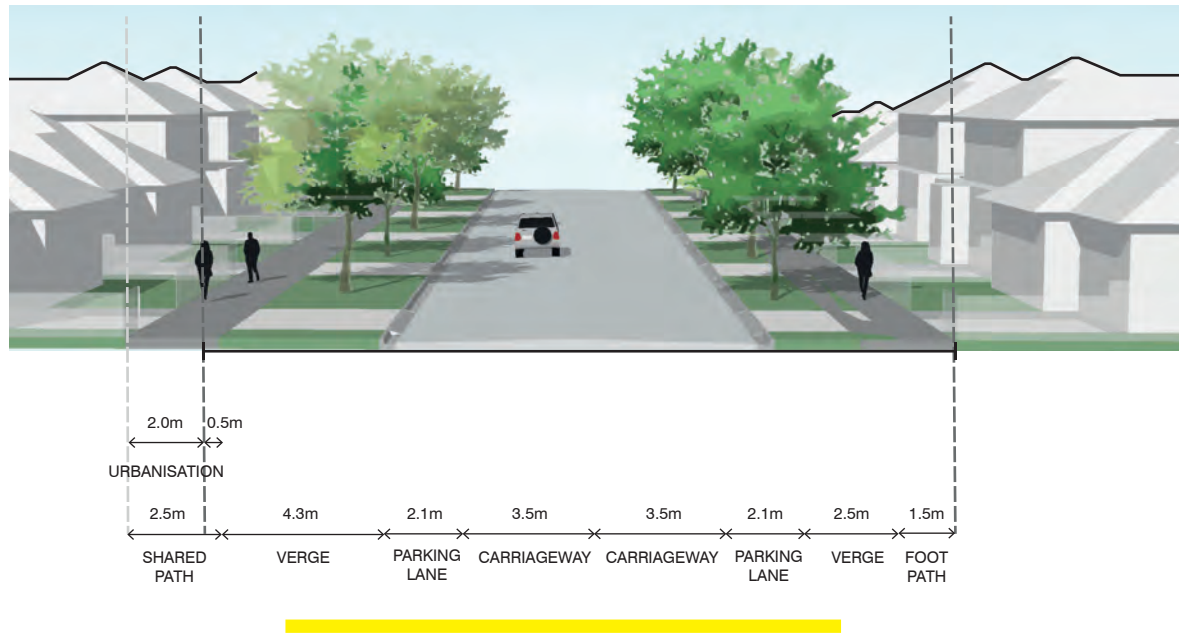 2.0m 0.5m
URBANISATION
2.5m 4.3m 2.1m 3.5m 3.5m 2.1m 2.5m 1.5m
SHARED PATH
VERGE
PARKING LANE
CARRIAGEWAY
CARRIAGEWAY
PARKING LANE
VERGE
FOOT PATH